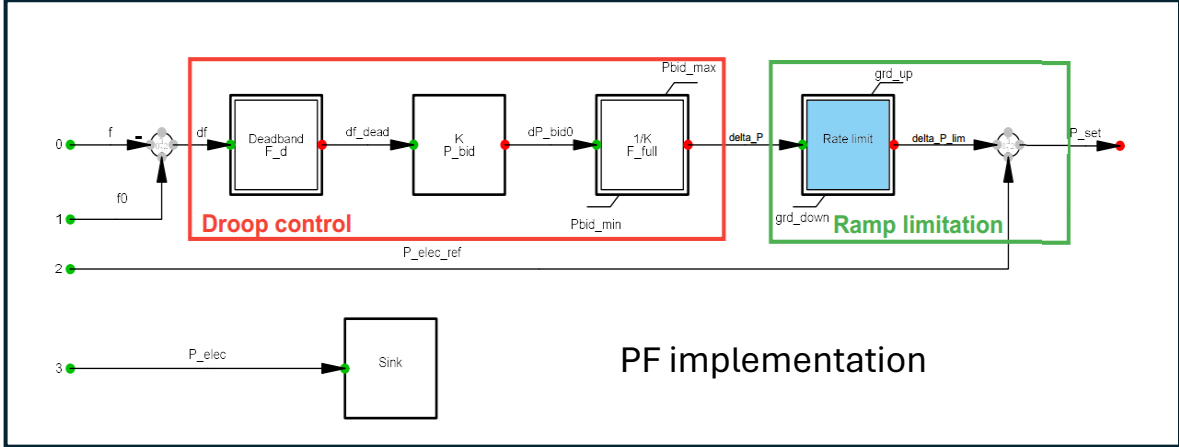 Pbid_max
grd_up
0
f
-
df
Deadband
F_d
df_dead
K
P_bid
dP_bid0
1/K
F_full
delta_P
Rate limit
delta_P_lim
P_set
1
f0
Droop control
Pbid_min
grd_down
Ramp limitation
2
P_elec_ref
3
P_elec
Sink
PF implementation